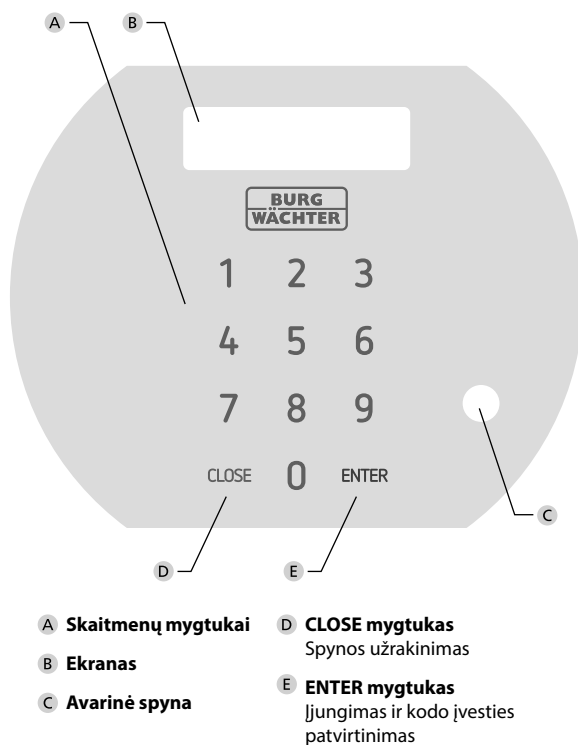 A B
BURG
WÄCHTER
1 2 3
4 5 6
7 8 9
CLOSE 0 ENTER
C
D E
A Skaitmenų mygtukai
B Ekranas
C Avarinė spyna
D CLOSE mygtukas
Spynos užrakinimas
E ENTER mygtukas
Įjungimas ir kodo įvesties
patvirtinimas